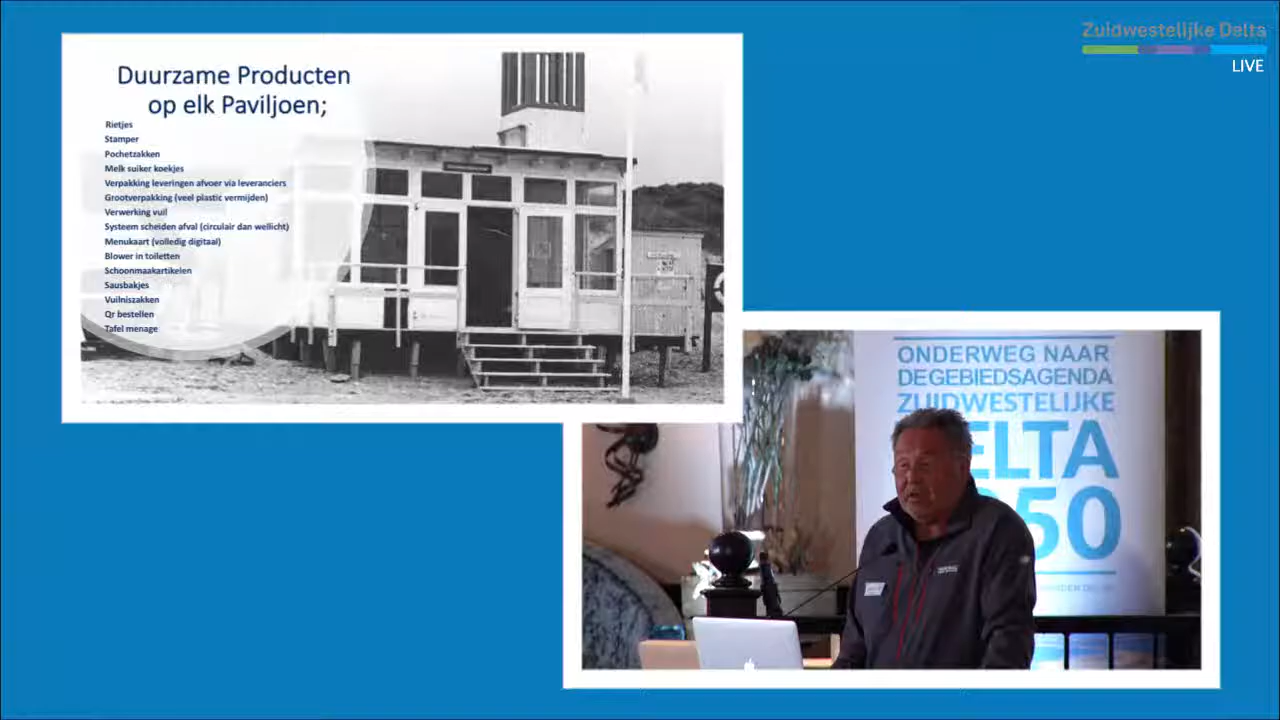 Zuidwestelijke Delta
LIVE
Duurzame Producten
op elk Paviljoen;
Rietjes
Stamper
Pochetzakken
Melk suiker koekjes
Verpakking leveringen afvoer via leveranciers
Grootverpakking (veel plastic vermijden)
Verwerking vuil
Systeem scheiden afval (circulair dan wellicht)
Menukaart (volledig digitaal)
Blower in toiletten
Schoonmaakartikelen
Sausbakjes
Vuilniszakken
Qr bestellen
Tafel menage
ONDERWEG NAAR
DE GEBIEDSAGENDA
ZUIDWESTELIJKE
ELTA
50